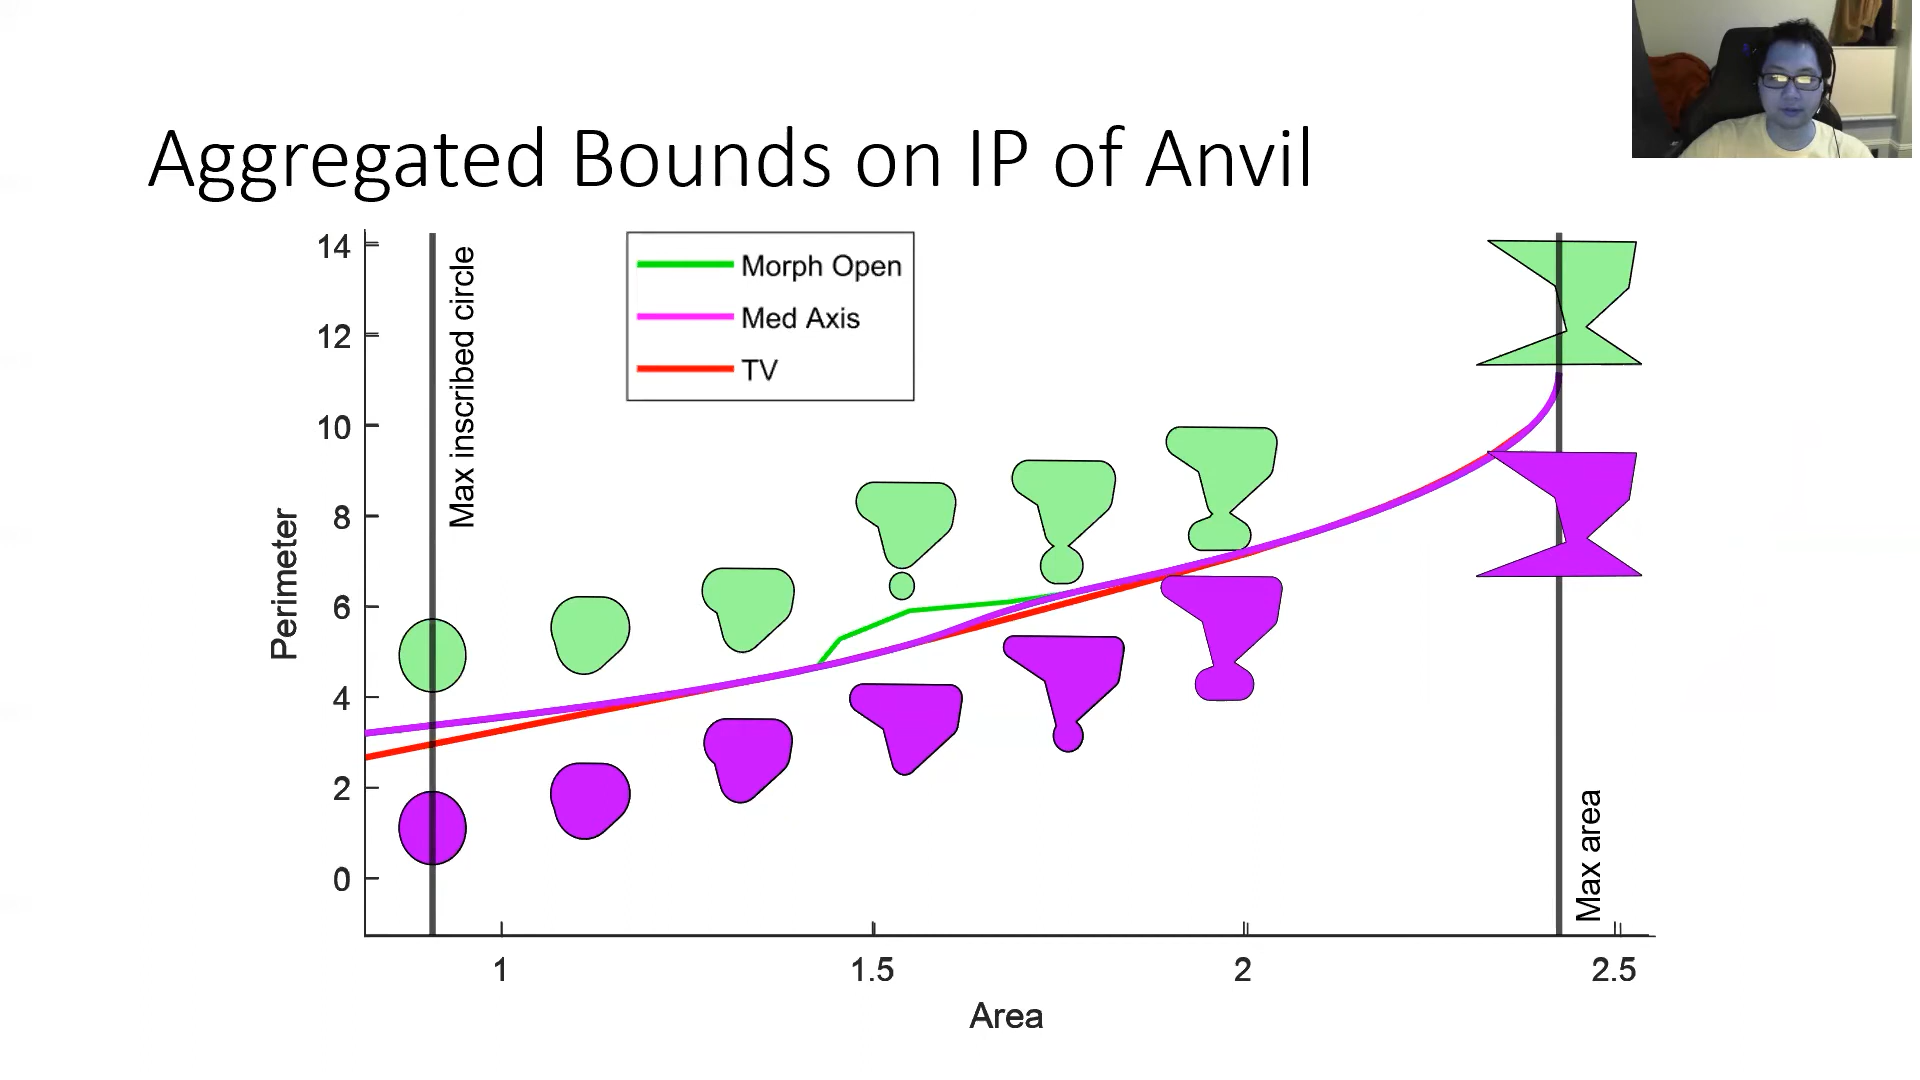 Aggregated Bounds on IP of Anvil
Morph Open
Med Axis
TV
Max inscribed circle
Max area
Perimeter
14
12
10
8
6
4
2
0
1
1.5
2
2.5
Area